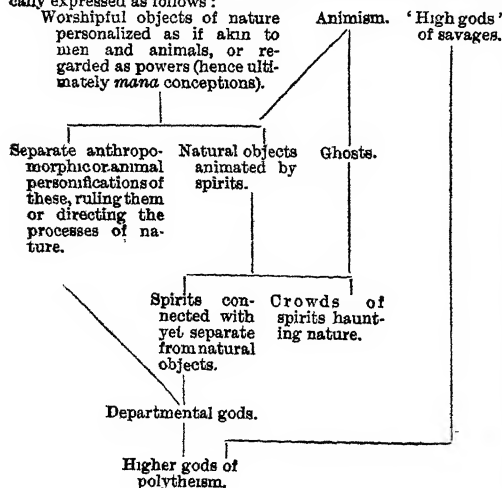 cally expressed as follows :
Worshipful objects of nature
personalized as if akin to
men and animals, or re-
garded as powers (hence ulti-
mately mana conceptions).
Animism.
'High gods'
of savages.
Separate anthropo-
morphic or animal
personifications of
these, ruling them
or directing the
processes of na-
ture.
Natural objects
animated by
spirits.
Ghosts.
Spirits con-
nected with
yet separate
from natural
objects.
Crowds of
spirits haunt-
ing nature.
Departmental gods.
Higher gods of
polytheism.